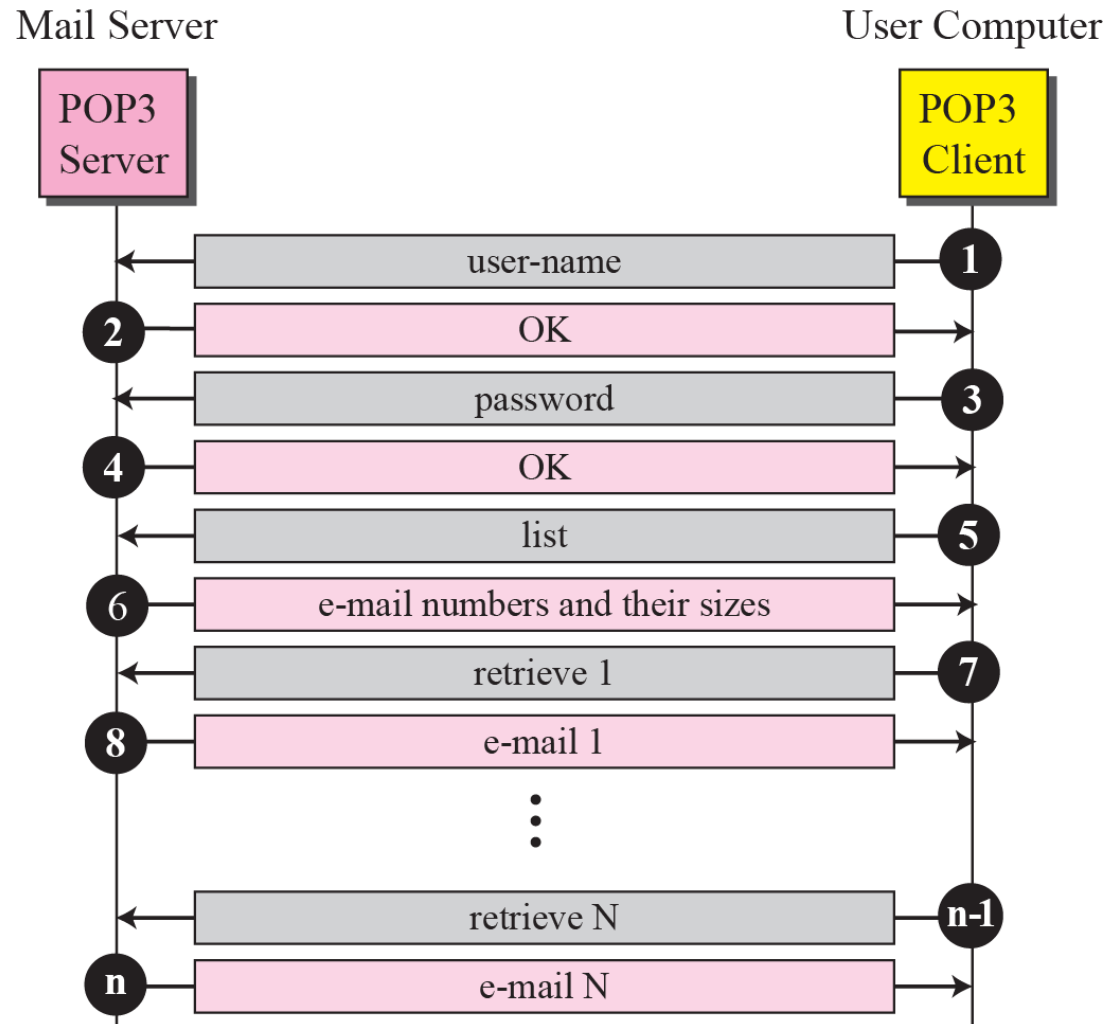 Mail Server
User Computer
POP3
Server
POP3
Client
user-name
1
2
OK
password
3
4
OK
list
5
6
e-mail numbers and their sizes
retrieve 1
7
8
e-mail 1
retrieve N
n-1
n
e-mail N